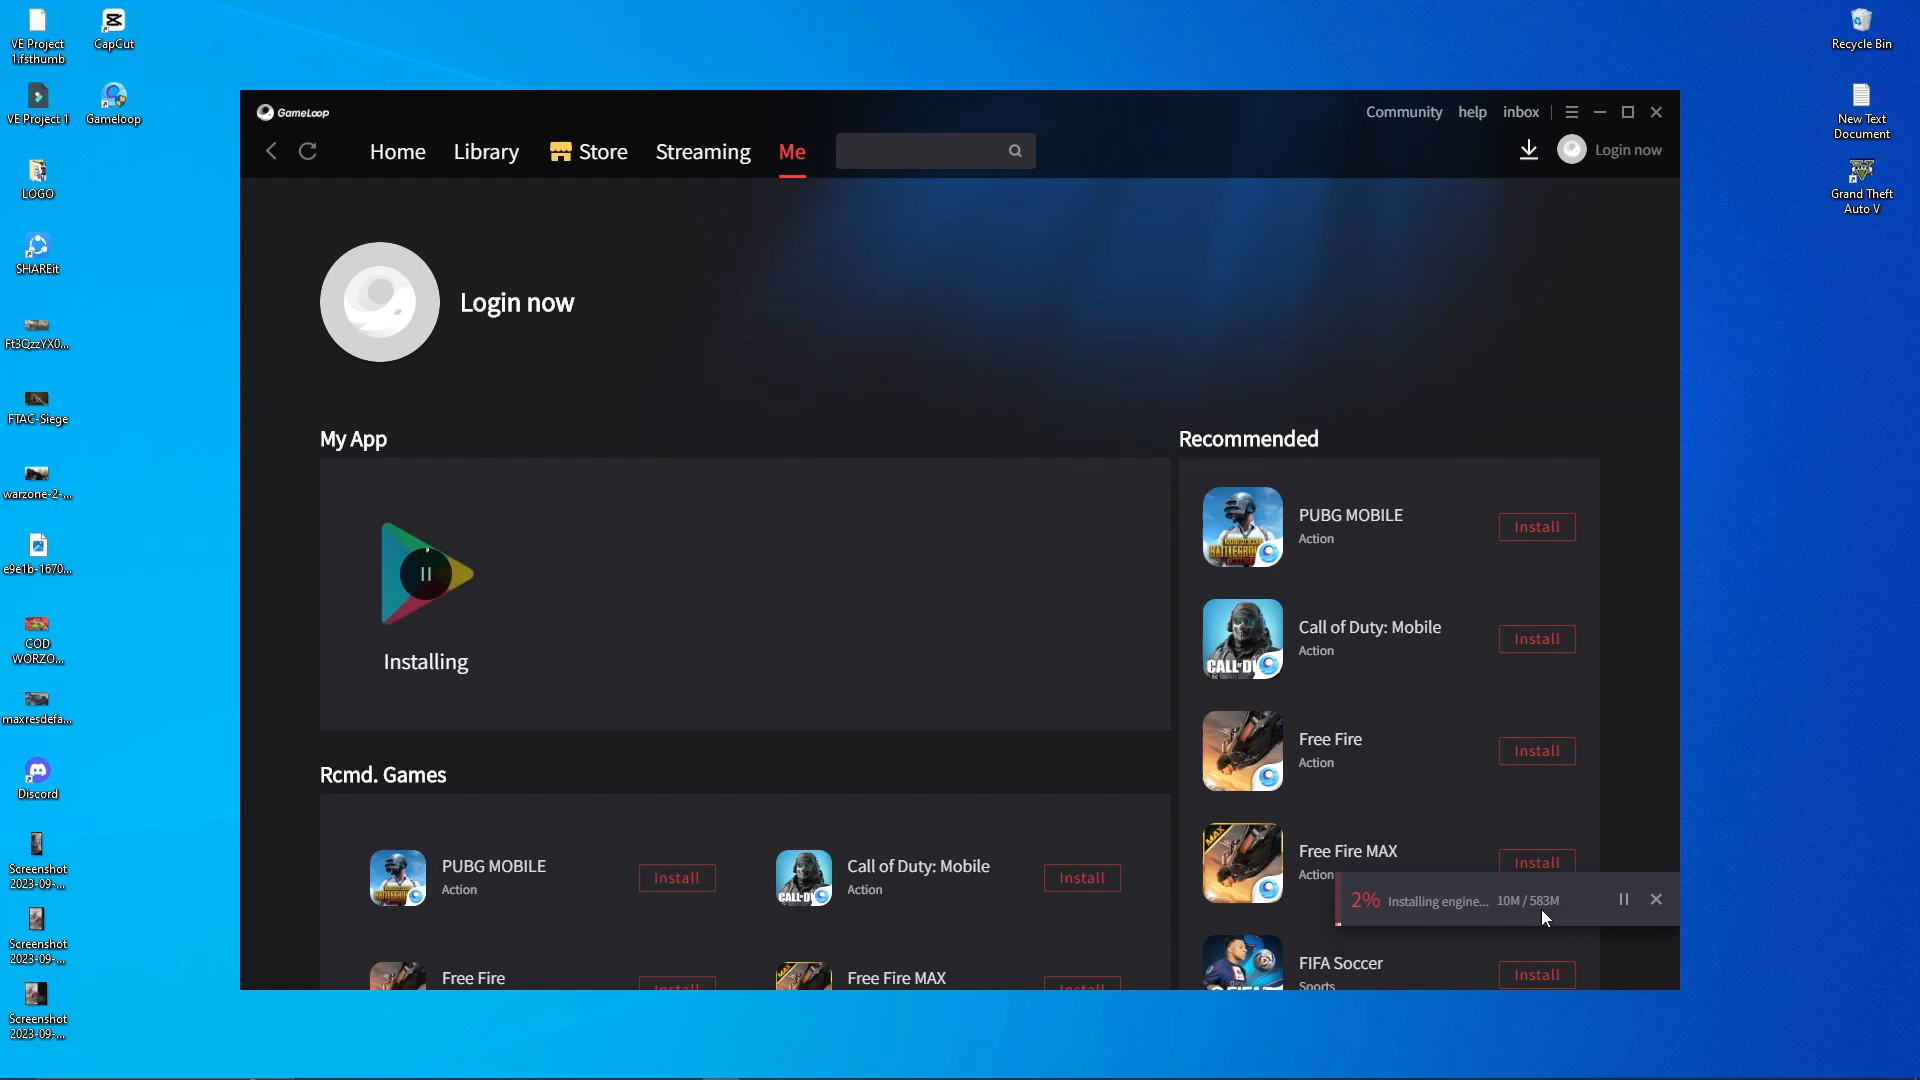 VE Project
1.fsthumb
CapCut
VE Project 1
Gameloop
LOGO
SHAREit
Ft3QzzYX0...
FTAC-Siege
warzone-2-...
e9e1b-1670...
COD
WORZO...
maxresdefa...
Discord
Screenshot
2023-09-...
Screenshot
2023-09-...
Screenshot
2023-09-...
GameLoop
Community help inbox
Home Library Store Streaming Me
Login now
Login now
My App
Installing
Rcmd. Games
PUBG MOBILE
Action
Install
Call of Duty: Mobile
Action
Install
Free Fire
Install
Free Fire MAX
Install
Recommended
PUBG MOBILE
Action
Install
Call of Duty: Mobile
Action
Install
Free Fire
Action
Install
Free Fire MAX
Action
Install
2% Installing engine... 10M / 583M
FIFA Soccer
Sports
Install
Recycle Bin
New Text
Document
Grand Theft
Auto V